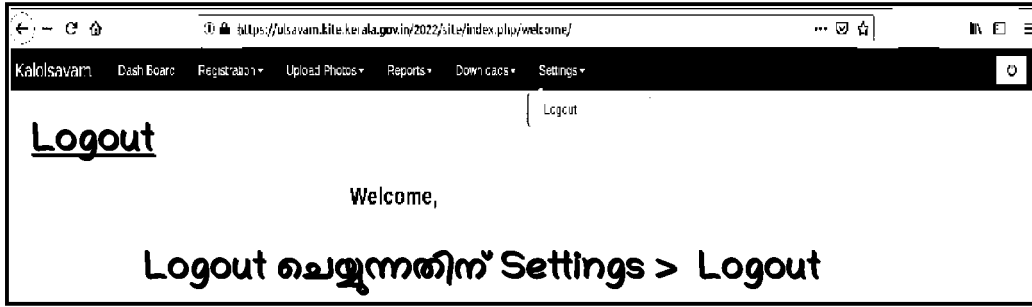 https://ulsavam.kite.kerala.gov.in/2022/site/index.php/welcome/
Kalolsavam Dash Board Registration Upload Photos Reports Downloads Settings
Logout
Logout
Welcome,
Logout ചെയ്യുന്നതിന് Settings > Logout